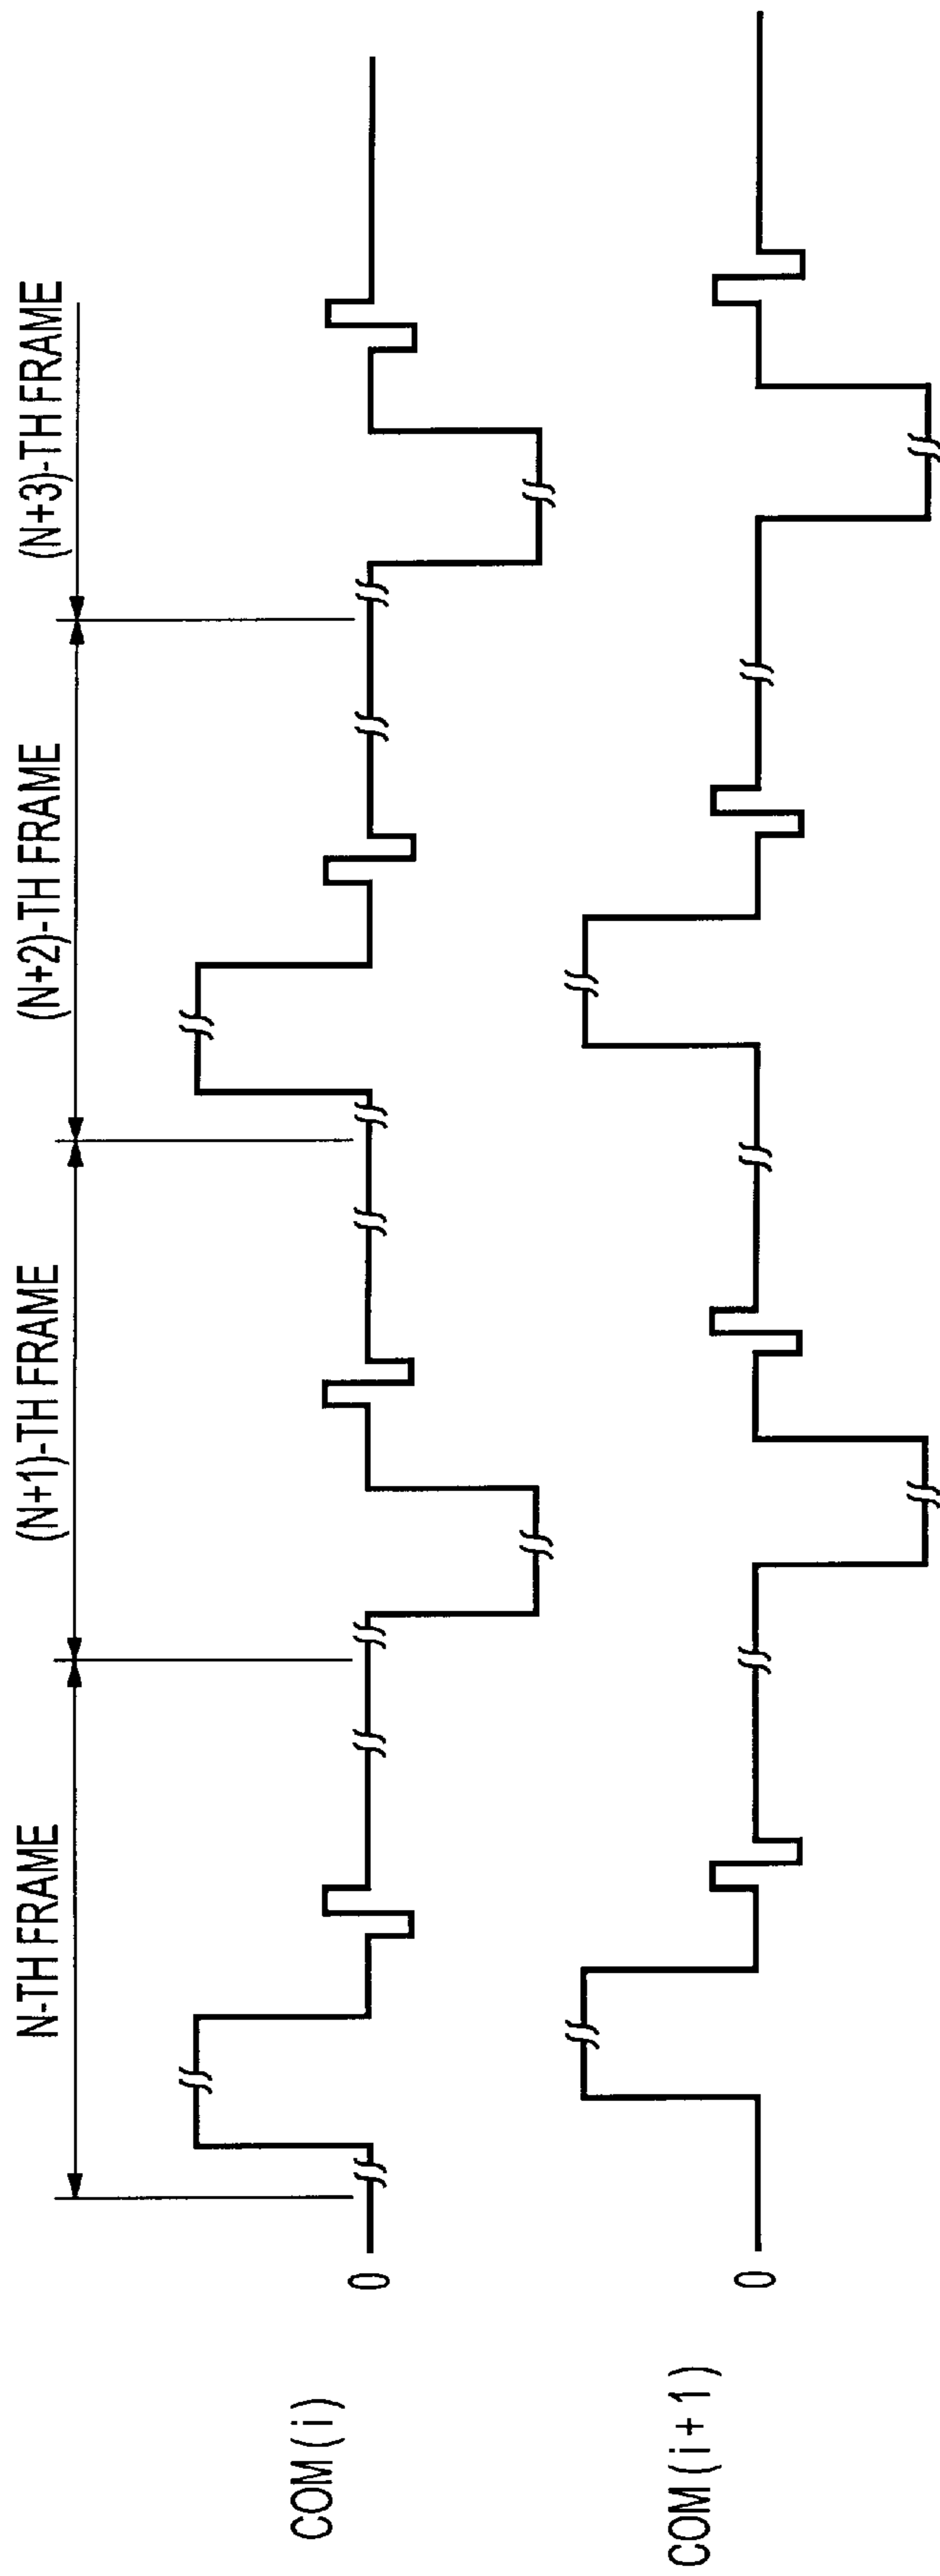 N-TH FRAME
(N+1)-TH FRAME
(N+2)-TH FRAME
(N+3)-TH FRAME
COM ( i )
0
COM ( i + 1 )
0